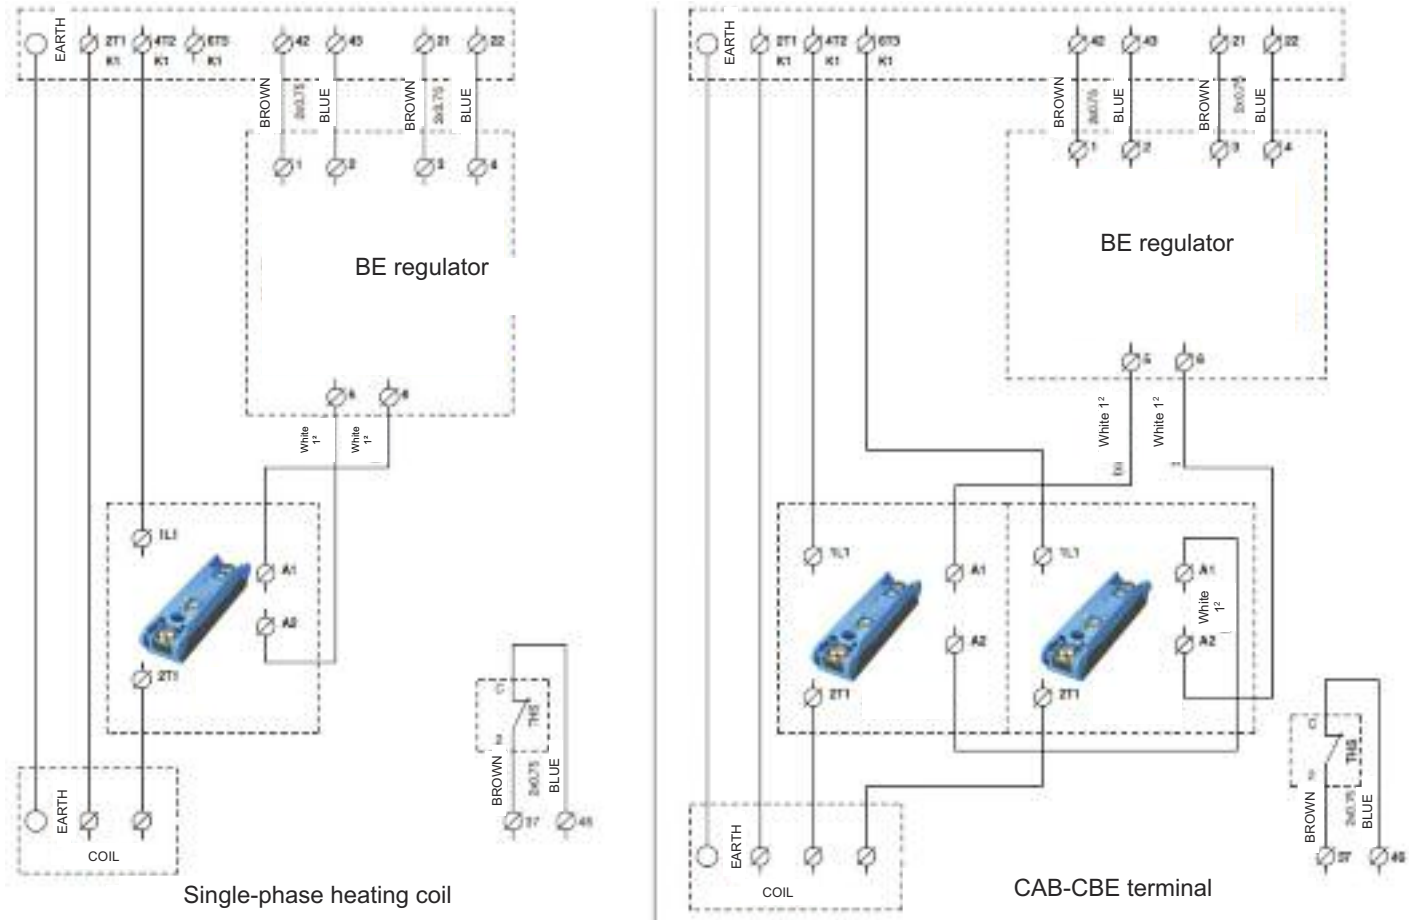 EARTH
2T1
K1
4T2
K1
6T3
K1
42
43
21
22
BROWN
2x0.75
BLUE
BROWN
2x0.75
BLUE
1
2
3
4
BE regulator
5
6
White
1²
White
1²
1L1
A1
A2
2T1
C1
THS
2
BROWN
2x0.75
BLUE
37
EARTH
COIL
Single-phase heating coil
EARTH
2T1
K1
4T2
K1
6T3
K1
42
43
21
22
BROWN
2x0.75
BLUE
BROWN
2x0.75
BLUE
1
2
3
4
BE regulator
5
6
White 1²
White 1²
1L1
A1
A2
2T1
1L1
A1
White
1²
A2
2T1
THS
2
BROWN
2x0.75
BLUE
37
EARTH
COIL
CAB-CBE terminal